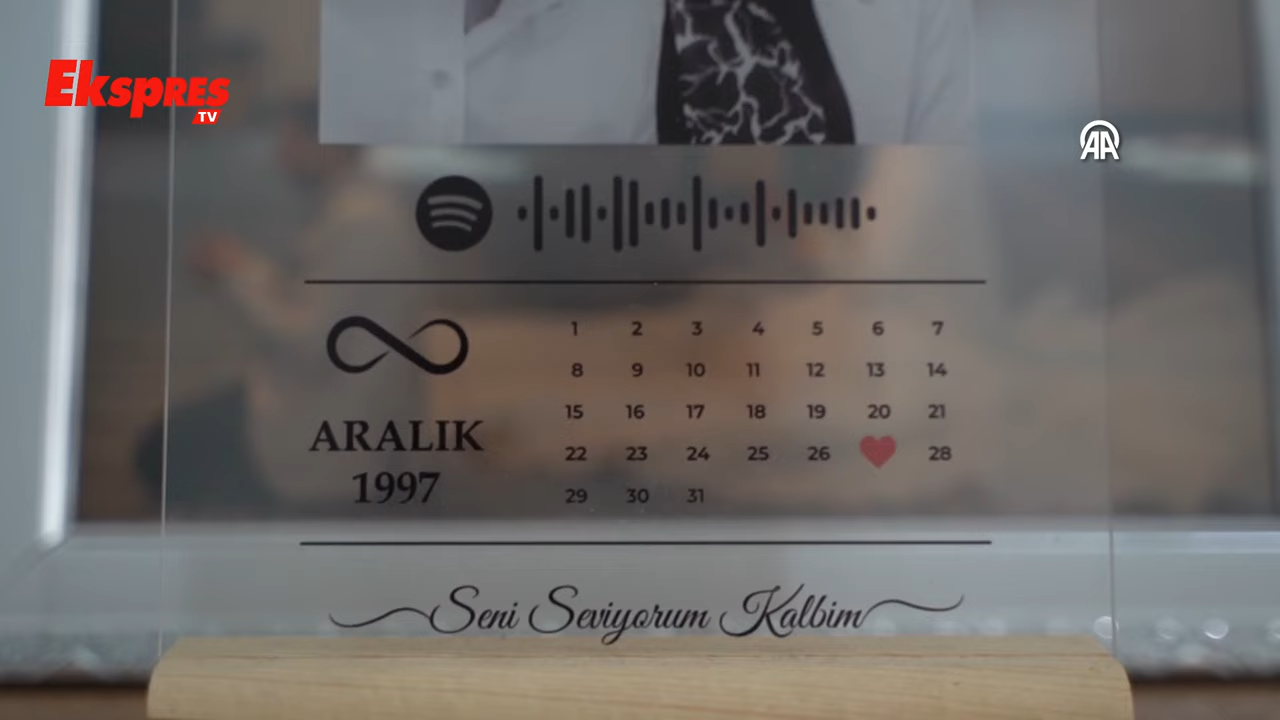 Ekspres
TV
AA
1 2 3 4 5 6 7
8 9 10 11 12 13 14
15 16 17 18 19 20 21
22 23 24 25 26 28
29 30 31
ARALIK
1997
Seni Seviyorum Kalbim